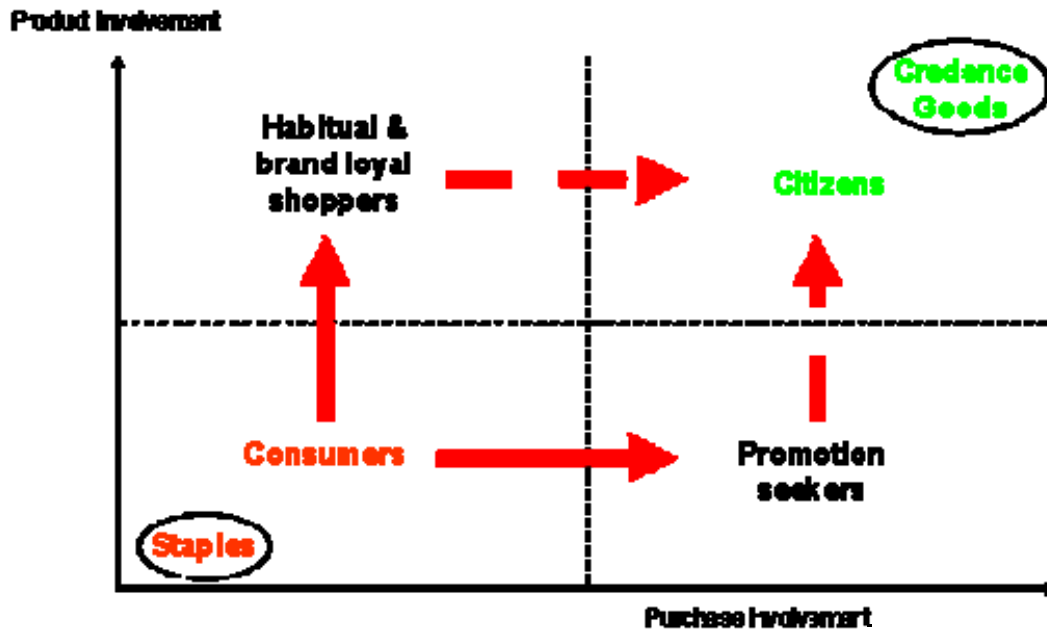 Product Involvement
Credence
Goods
Habitual &
brand loyal
shoppers
Citizens
Consumers
Promotion
seekers
Staples
Purchase Involvement